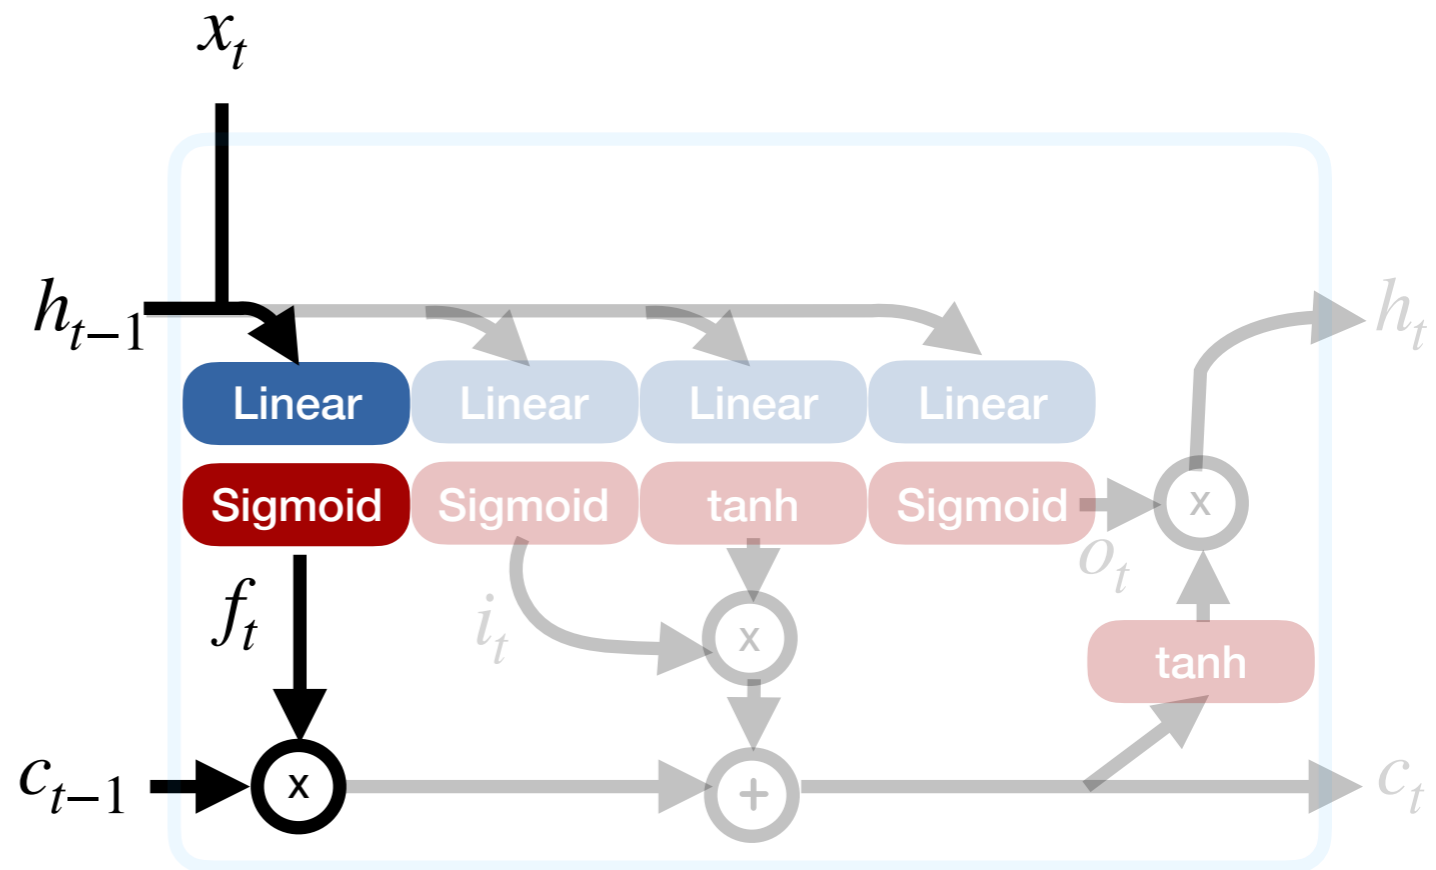 x_t
h_{t−1}
h_t
Linear Linear Linear Linear
Sigmoid Sigmoid tanh Sigmoid
x
o_t
f_t
i_t
x
tanh
c_{t−1}
x
+
c_t